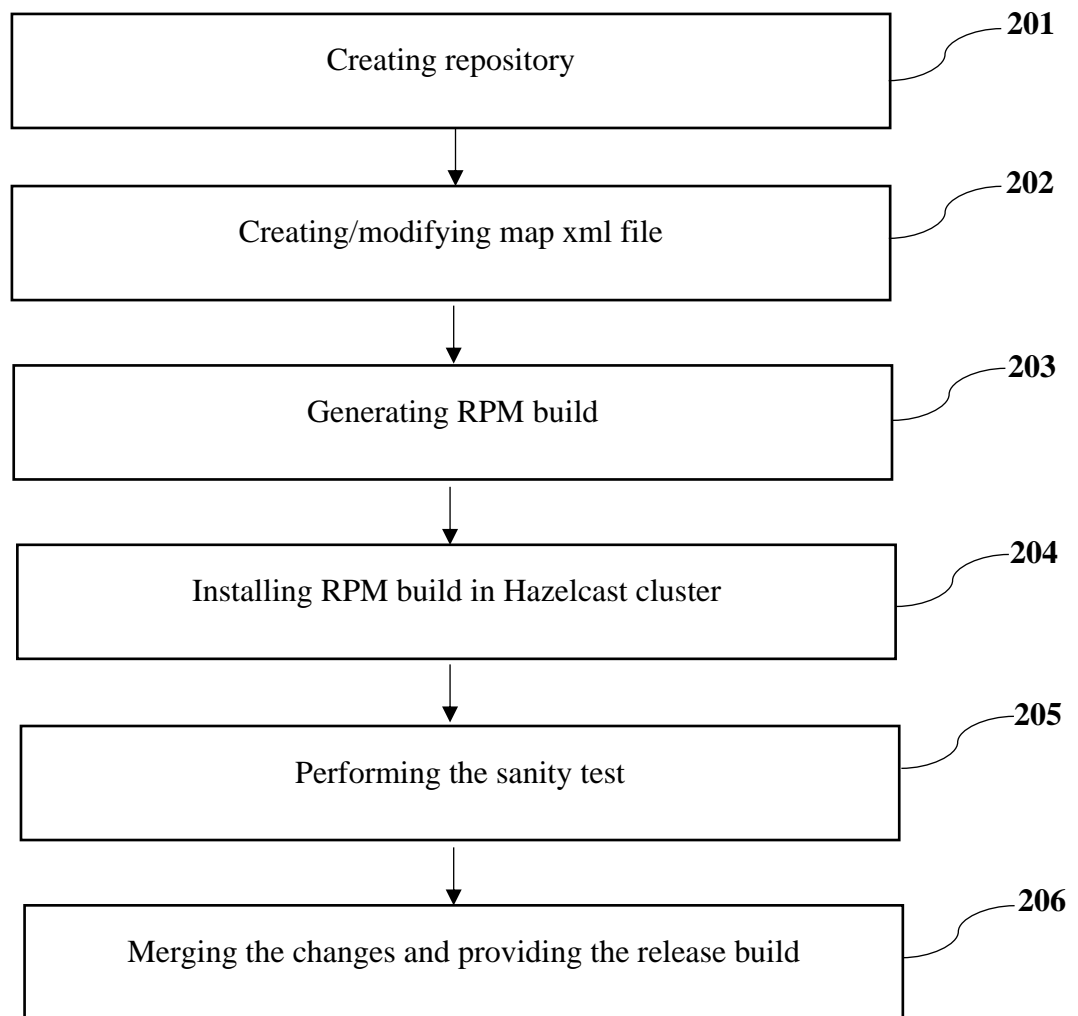 201
Creating repository
202
Creating/modifying map xml file
203
Generating RPM build
204
Installing RPM build in Hazelcast cluster
205
Performing the sanity test
206
Merging the changes and providing the release build